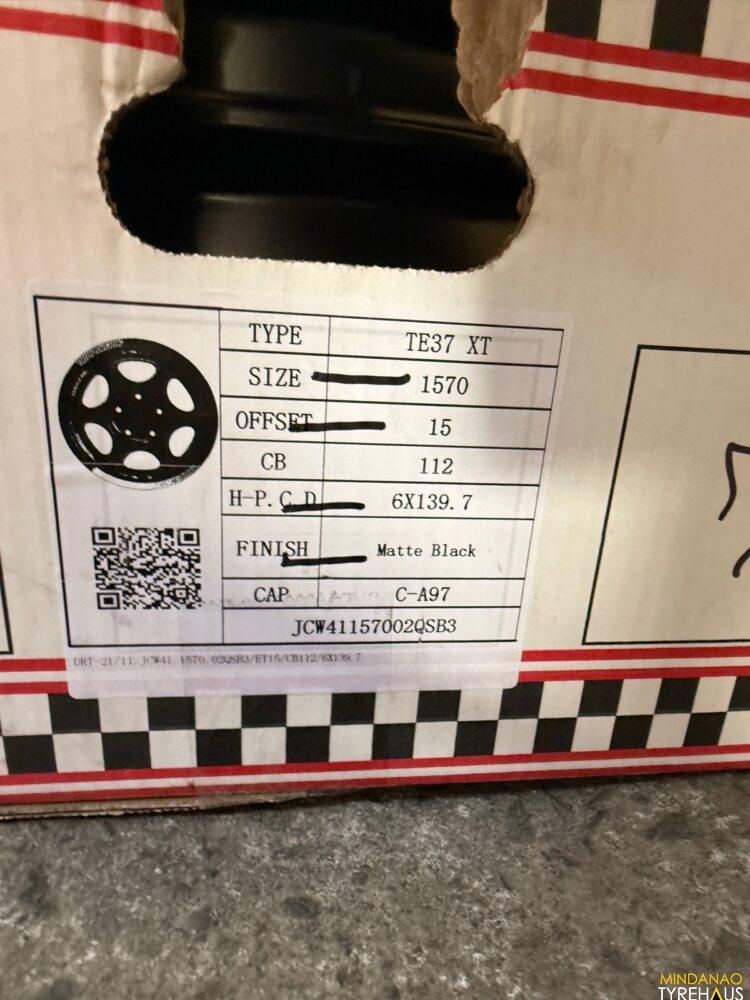 TYPE TE37 XT
SIZE 1570
OFFSET 15
CB 112
H-P.C.D 6X139.7
FINISH Matte Black
CAP C-A97
JCW41157002QSB3
DRT-21/11.JCW41.1570.02QSB3/ET15/CB112/6X139.7
MINDANAO
TYREHAUS